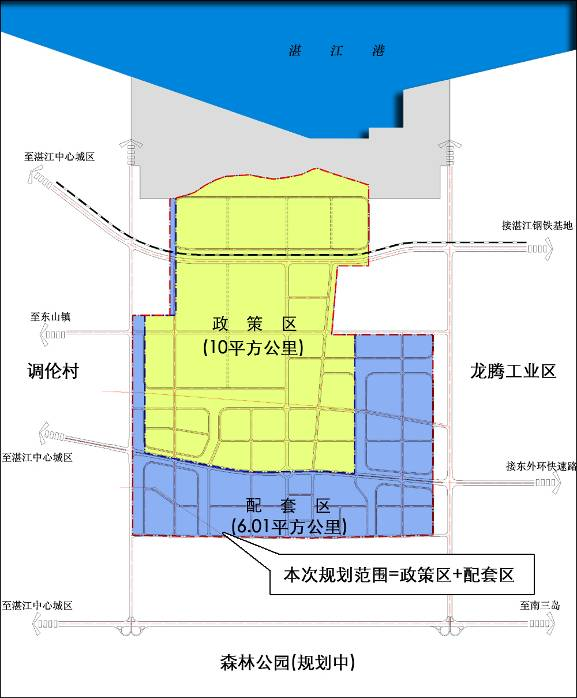 湛 江 港
至湛江中心城区
接湛江钢铁基地
至东山镇
政 策 区
(10平方公里)
调伦村
龙腾工业区
至湛江中心城区
接东外环快速路
配 套 区
(6.01平方公里)
本次规划范围=政策区+配套区
至湛江中心城区
至南三岛
森林公园(规划中)